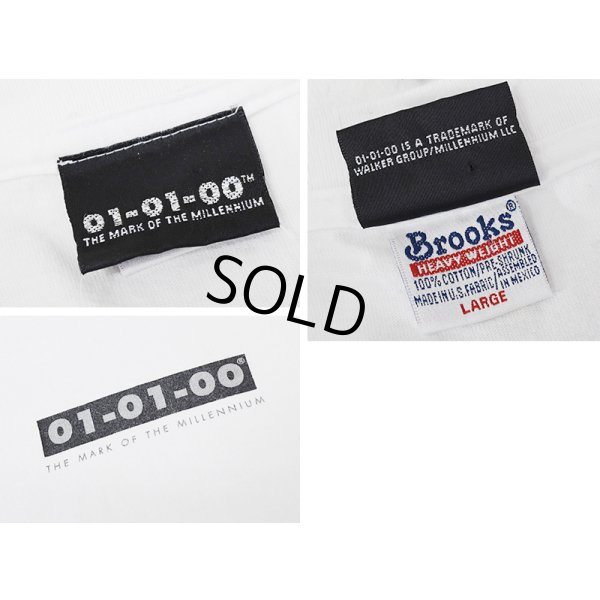 01-01-00™
THE MARK OF THE MILLENNIUM
01-01-00 IS A TRADEMARK OF
WALKER GROUP/MILLENNIUM LLC
Brooks®
HEAVY WEIGHT
100% COTTON/PRE-SHRUNK
MADE IN U.S. FABRIC/ASSEMBLED IN MEXICO
LARGE
SOLD
01-01-00®
THE MARK OF THE MILLENNIUM